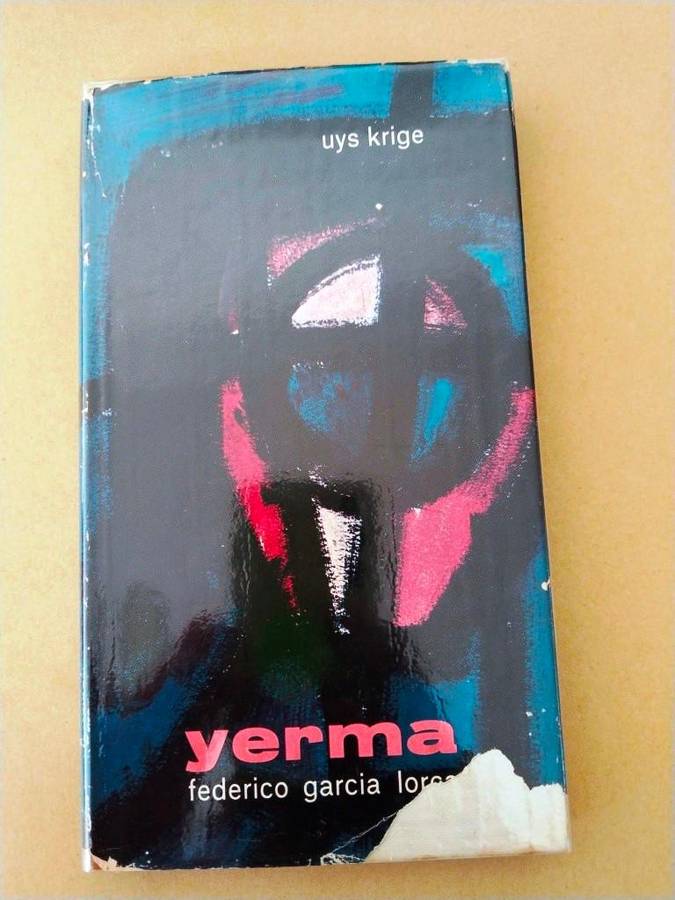 uys krige
yerma
federico garcia lorca